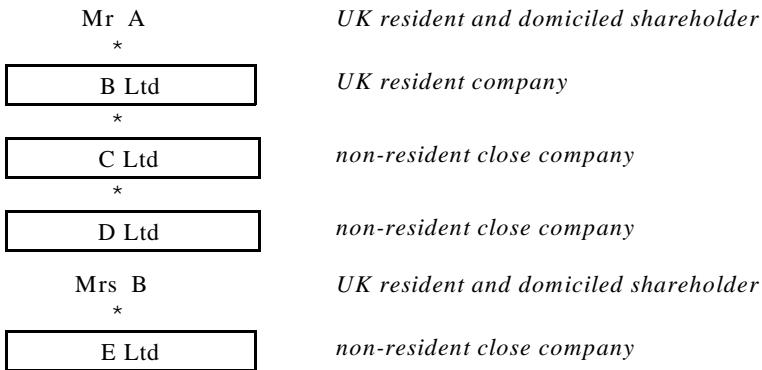 Mr A UK resident and domiciled shareholder
*
B Ltd UK resident company
*
C Ltd non-resident close company
*
D Ltd non-resident close company
Mrs B UK resident and domiciled shareholder
*
E Ltd non-resident close company